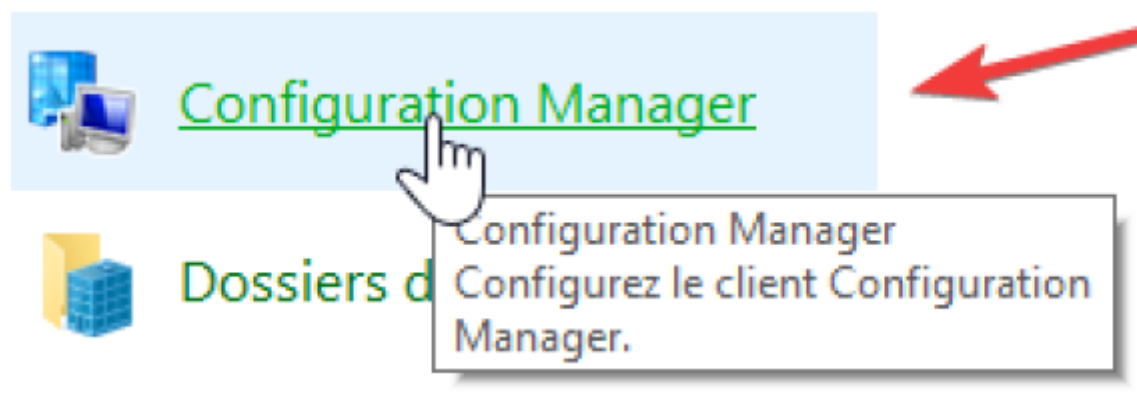 Configuration Manager
Configuration Manager
Dossiers d
Configurez le client Configuration
Manager.